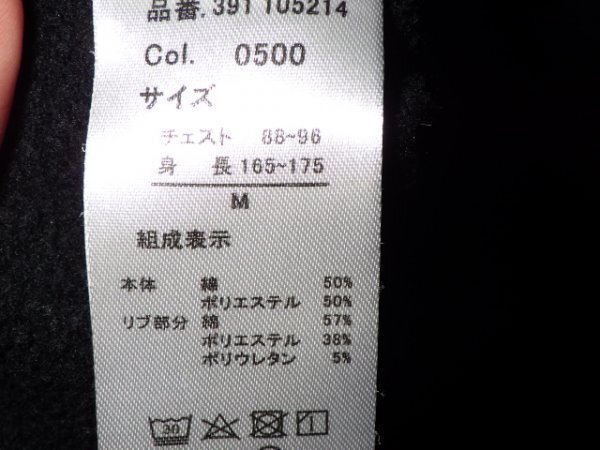 品番.391 105214
Col. 0500
サイズ
チェスト 88~96
身長 165~175
M
組成表示
本体 綿 50%
ポリエステル 50%
リブ部分 綿 57%
ポリエステル 38%
ポリウレタン 5%
30